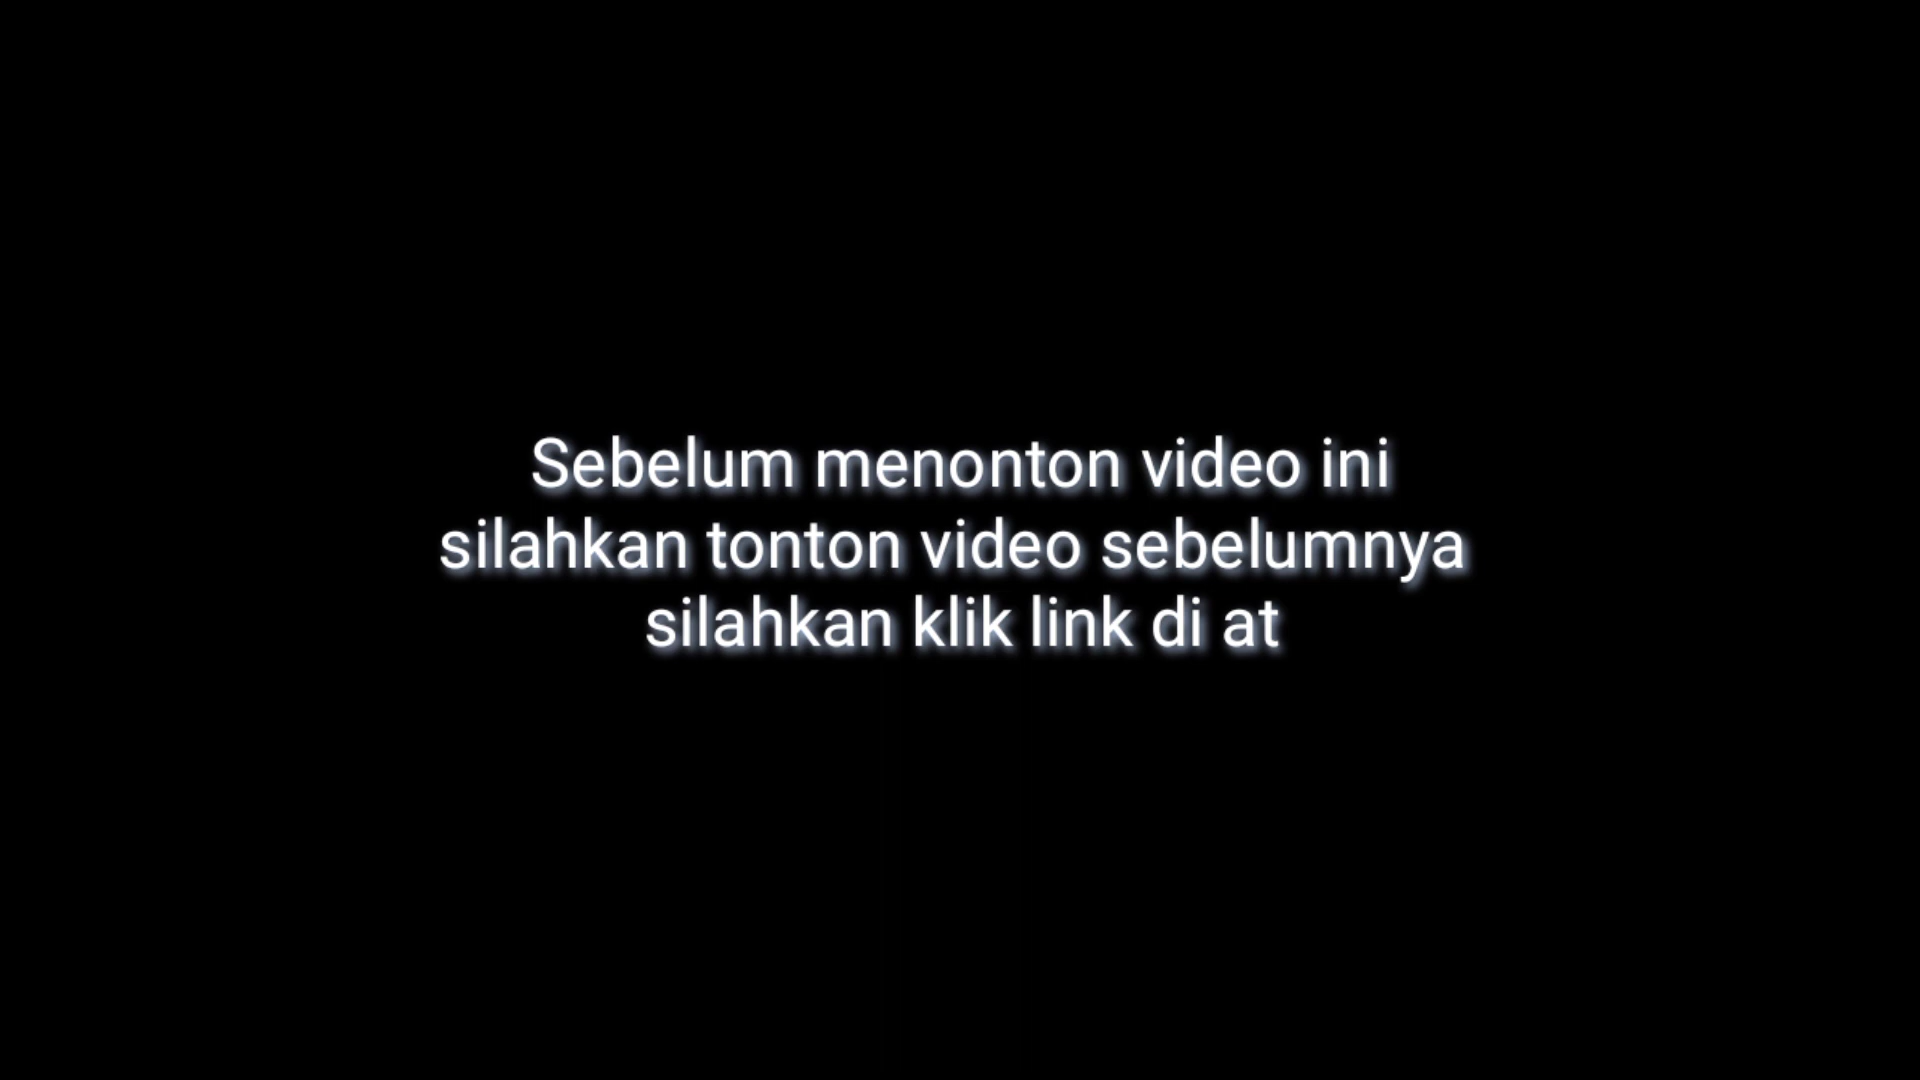 Sebelum menonton video ini
silahkan tonton video sebelumnya
silahkan klik link di at